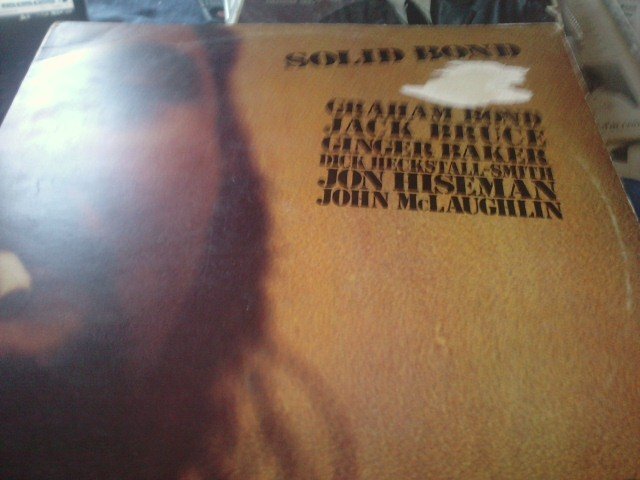 SOLID BOND
GRAHAM BOND
JACK BRUCE
GINGER BAKER
DICK HECKSTALL-SMITH
JON HISEMAN
JOHN McLAUGHLIN